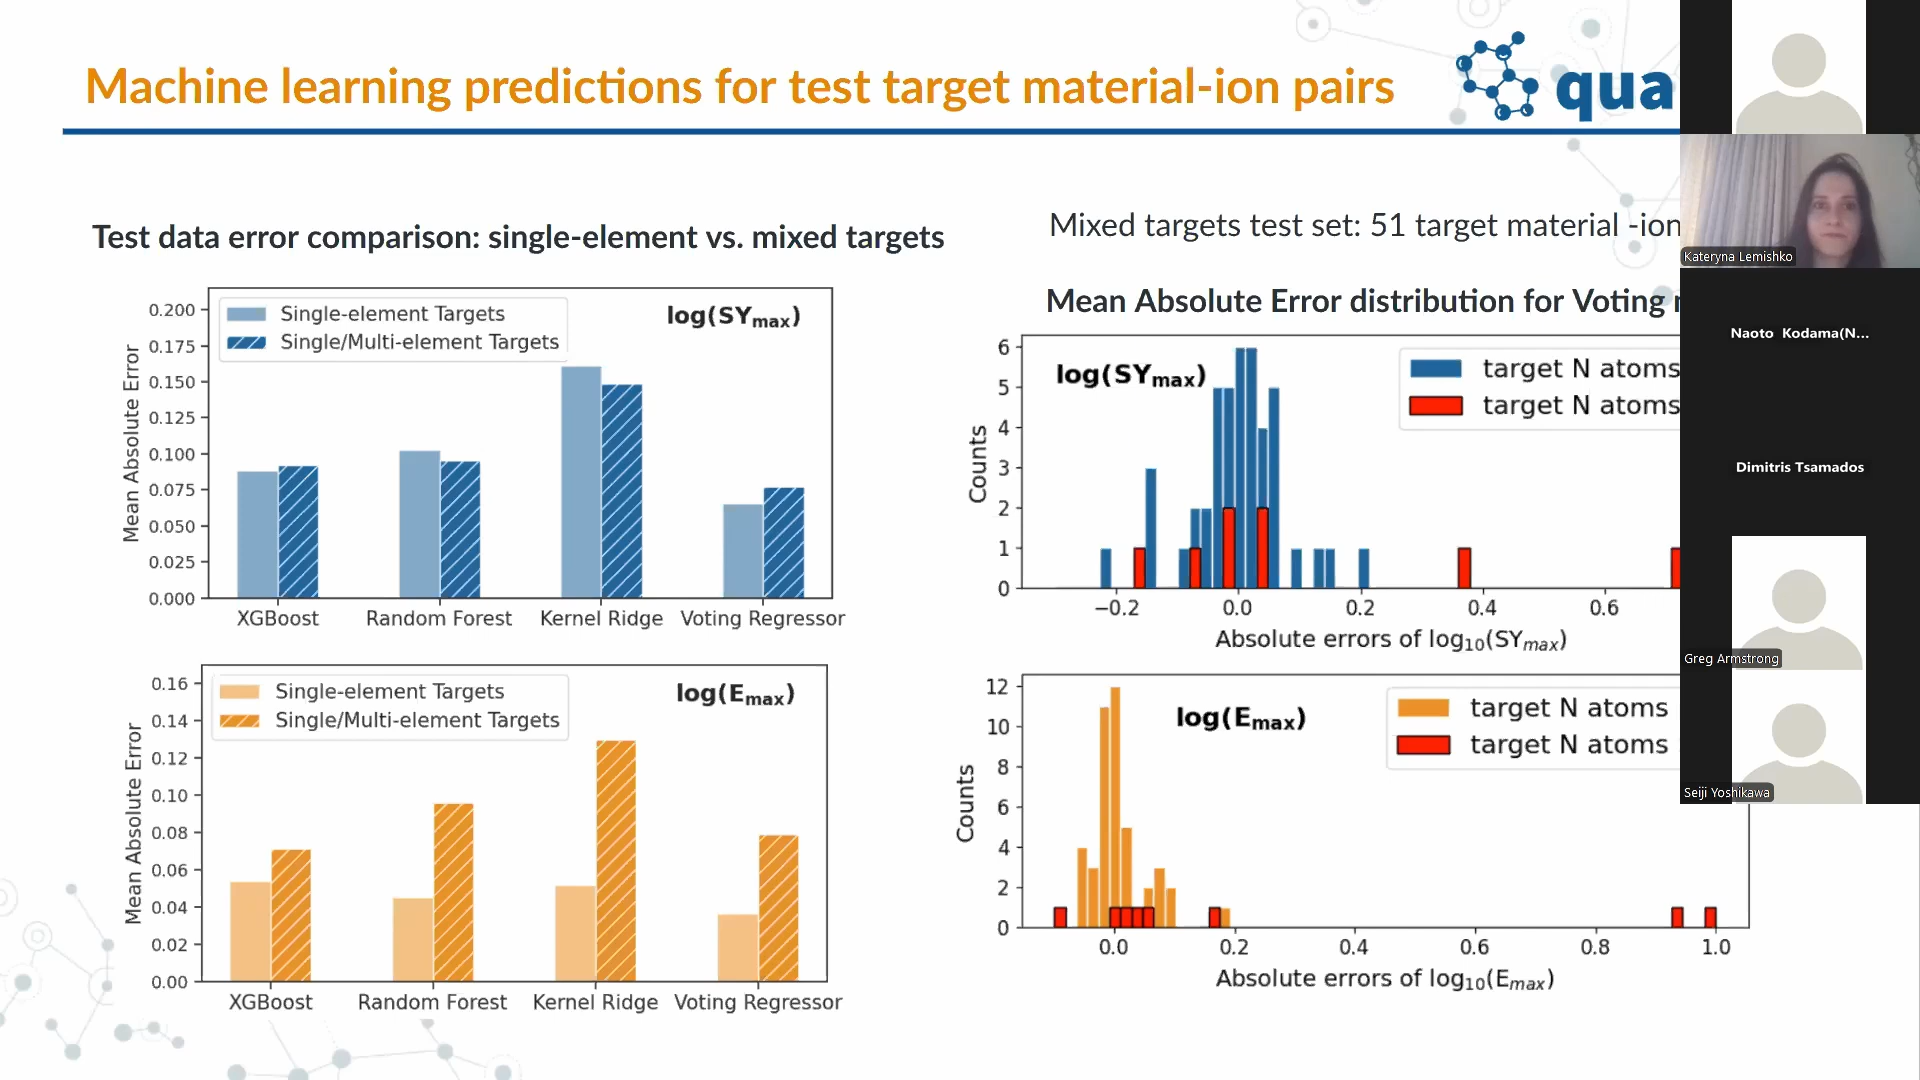 Machine learning predictions for test target material-ion pairs
qua
Test data error comparison: single-element vs. mixed targets
Mixed targets test set: 51 target material -ion
Mean Absolute Error distribution for Voting
Single-element Targets
Single/Multi-element Targets
log(SYmax)
0.200
0.175
0.150
0.125
0.100
0.075
0.050
0.025
0.000
Mean Absolute Error
XGBoost
Random Forest
Kernel Ridge
Voting Regressor
Single-element Targets
Single/Multi-element Targets
log(Emax)
0.16
0.14
0.12
0.10
0.08
0.06
0.04
0.02
0.00
Mean Absolute Error
XGBoost
Random Forest
Kernel Ridge
Voting Regressor
log(SYmax)
target N atoms
target N atoms
6
5
4
3
2
1
0
Counts
−0.2
0.0
0.2
0.4
0.6
Absolute errors of log10(SYmax)
log(Emax)
target N atoms
target N atoms
12
10
8
6
4
2
0
Counts
0.0
0.2
0.4
0.6
0.8
1.0
Absolute errors of log10(Emax)
Kateryna Lemishko
Naoto Kodama(N...
Dimitris Tsamados
Greg Armstrong
Seiji Yoshikawa